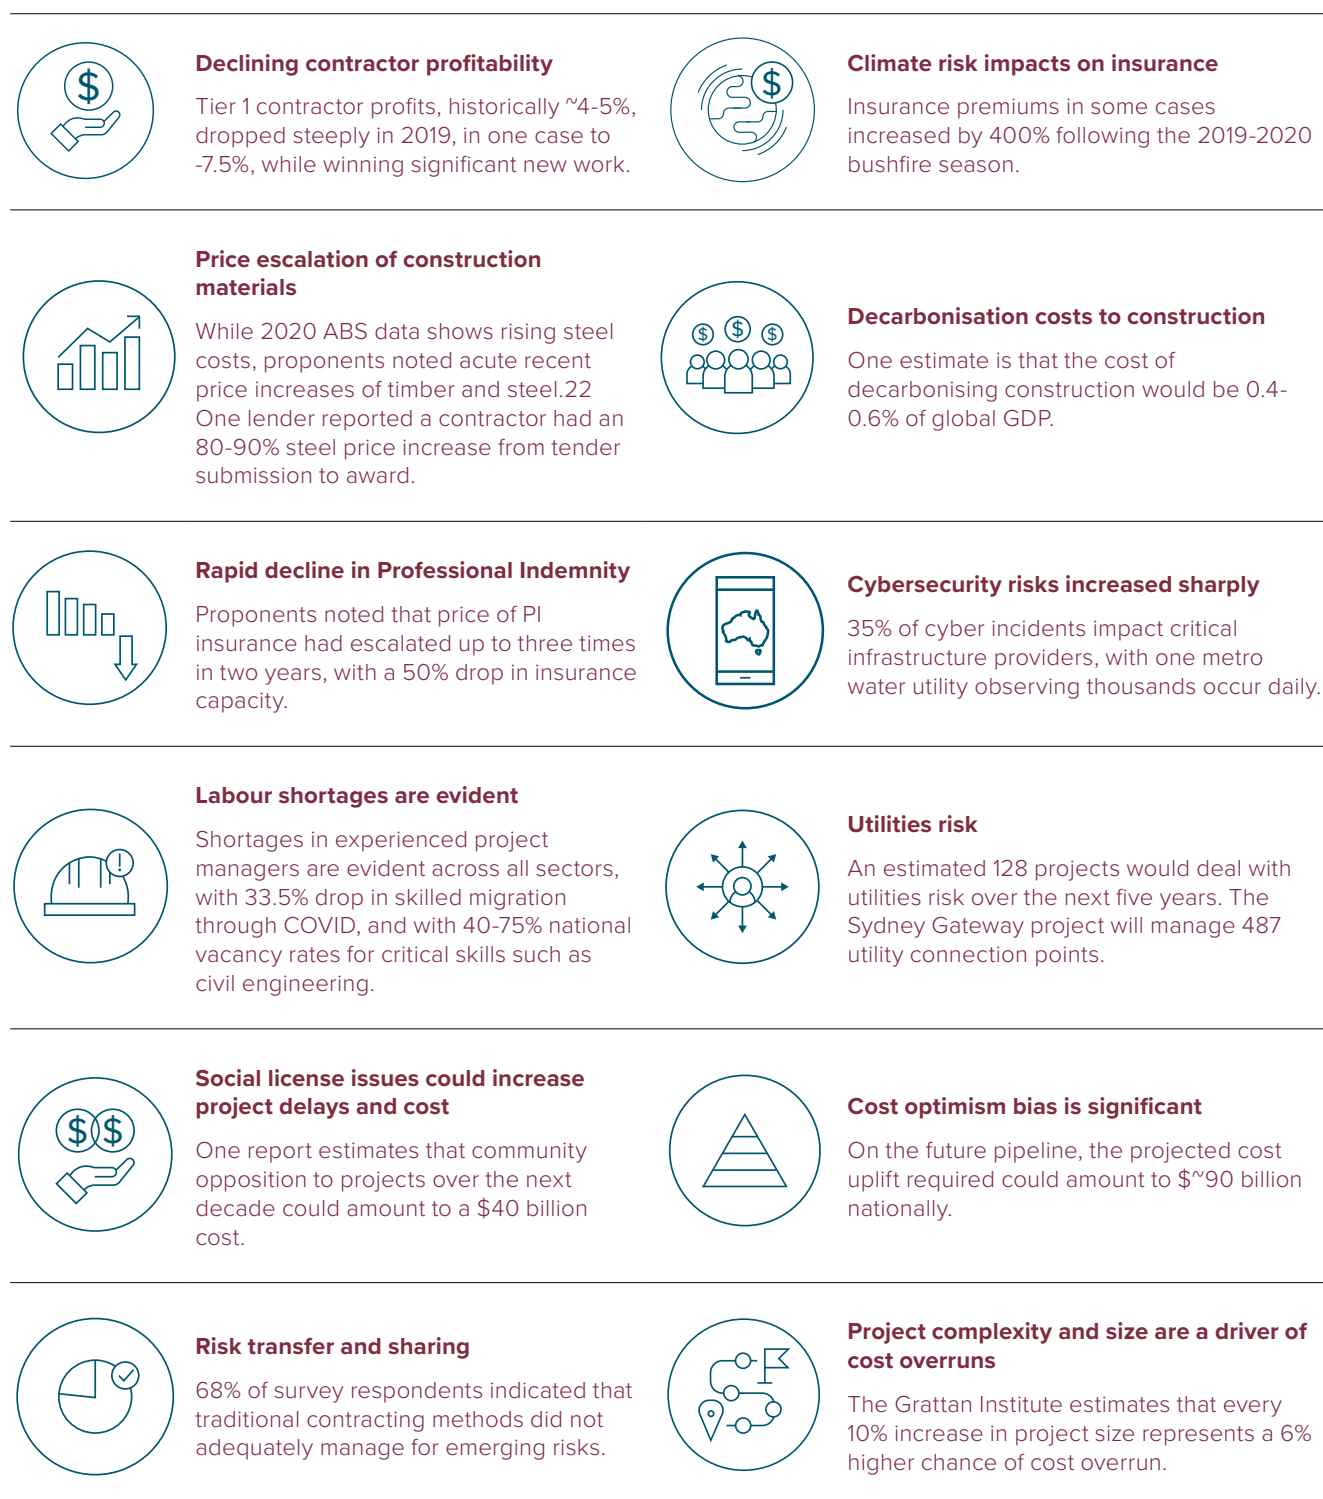 Declining contractor profitability
Tier 1 contractor profits, historically ~4-5%,
dropped steeply in 2019, in one case to
-7.5%, while winning significant new work.
Climate risk impacts on insurance
Insurance premiums in some cases
increased by 400% following the 2019-2020
bushfire season.
Price escalation of construction
materials
While 2020 ABS data shows rising steel
costs, proponents noted acute recent
price increases of timber and steel.22
One lender reported a contractor had an
80-90% steel price increase from tender
submission to award.
Decarbonisation costs to construction
One estimate is that the cost of
decarbonising construction would be 0.4-
0.6% of global GDP.
Rapid decline in Professional Indemnity
Proponents noted that price of PI
insurance had escalated up to three times
in two years, with a 50% drop in insurance
capacity.
Cybersecurity risks increased sharply
35% of cyber incidents impact critical
infrastructure providers, with one metro
water utility observing thousands occur daily.
Labour shortages are evident
Shortages in experienced project
managers are evident across all sectors,
with 33.5% drop in skilled migration
through COVID, and with 40-75% national
vacancy rates for critical skills such as
civil engineering.
Utilities risk
An estimated 128 projects would deal with
utilities risk over the next five years. The
Sydney Gateway project will manage 487
utility connection points.
Social license issues could increase
project delays and cost
One report estimates that community
opposition to projects over the next
decade could amount to a $40 billion
cost.
Cost optimism bias is significant
On the future pipeline, the projected cost
uplift required could amount to $~90 billion
nationally.
Risk transfer and sharing
68% of survey respondents indicated that
traditional contracting methods did not
adequately manage for emerging risks.
Project complexity and size are a driver of
cost overruns
The Grattan Institute estimates that every
10% increase in project size represents a 6%
higher chance of cost overrun.